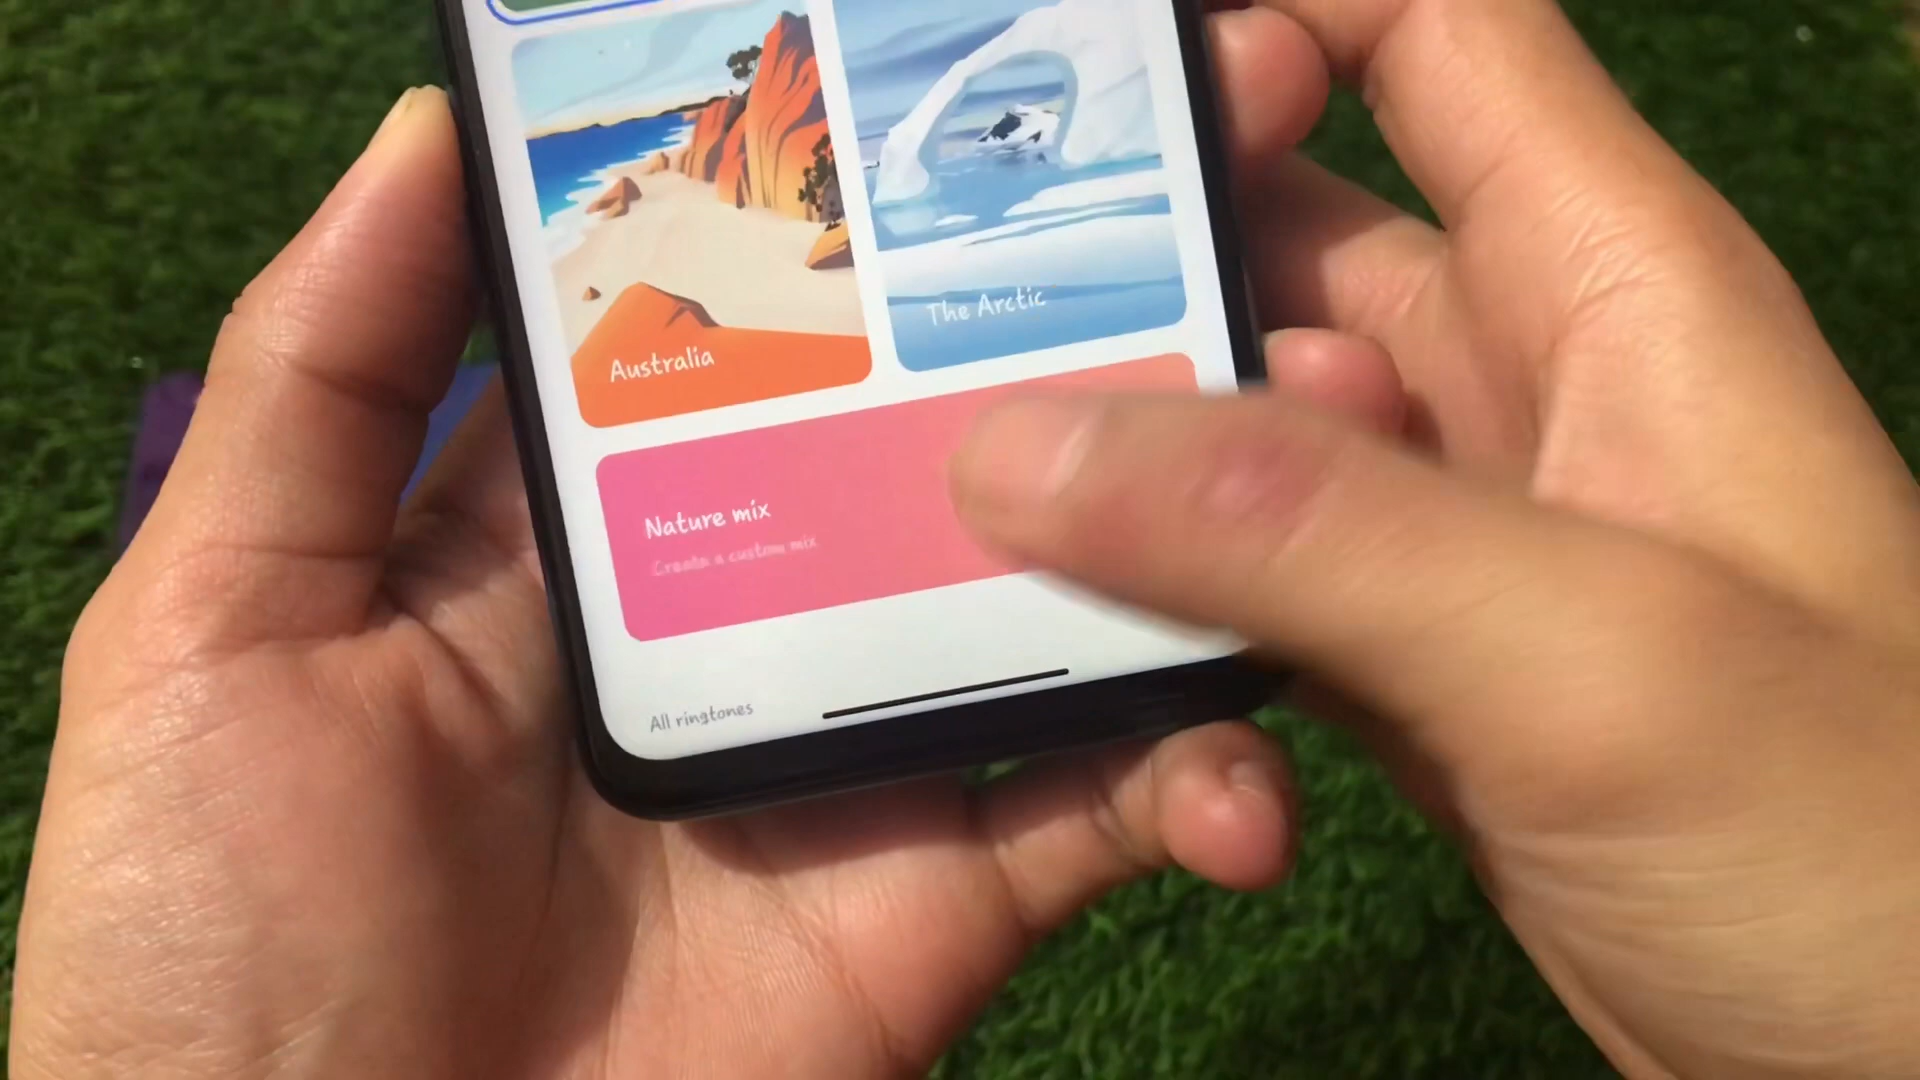 The Arctic
Australia
Nature mix
Create a custom mix
All ringtones